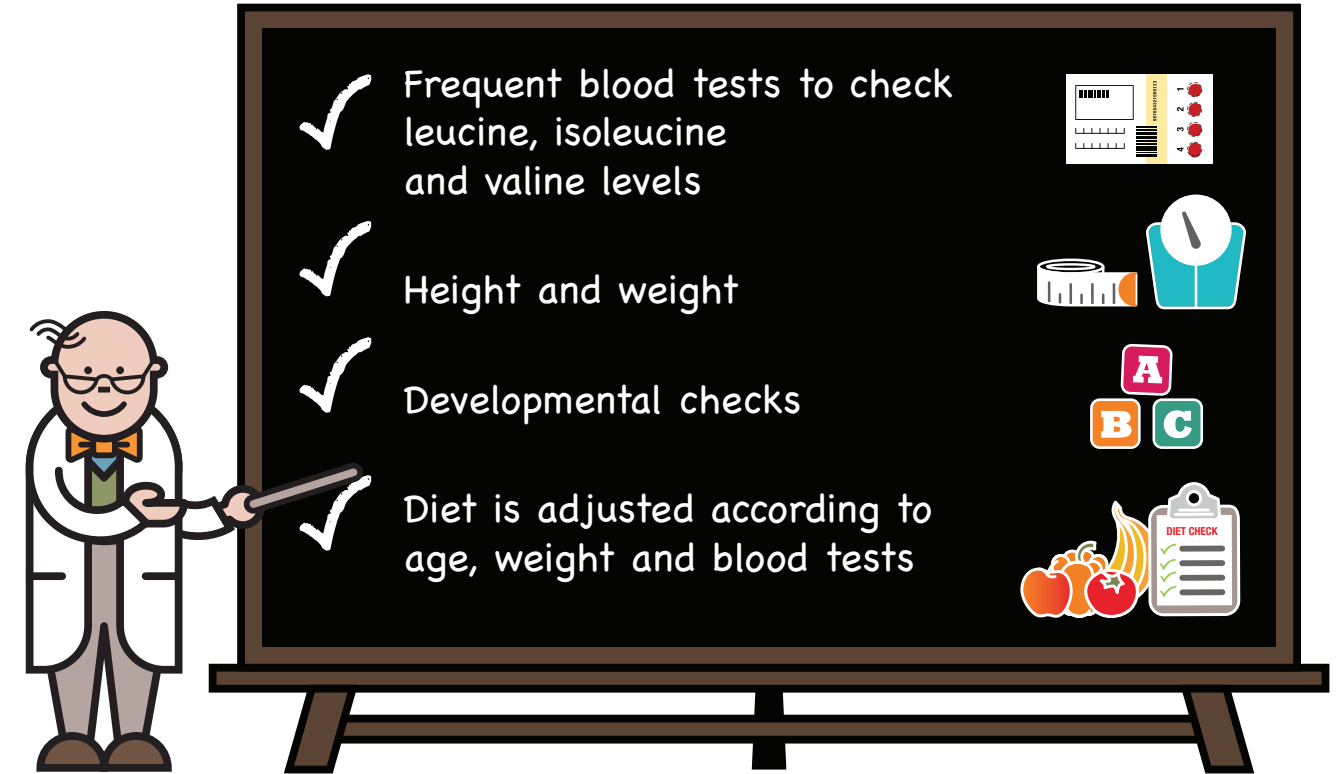 Frequent blood tests to check
leucine, isoleucine
and valine levels
1
2
3
4
Height and weight
Developmental checks
A
B C
Diet is adjusted according to
age, weight and blood tests
DIET CHECK